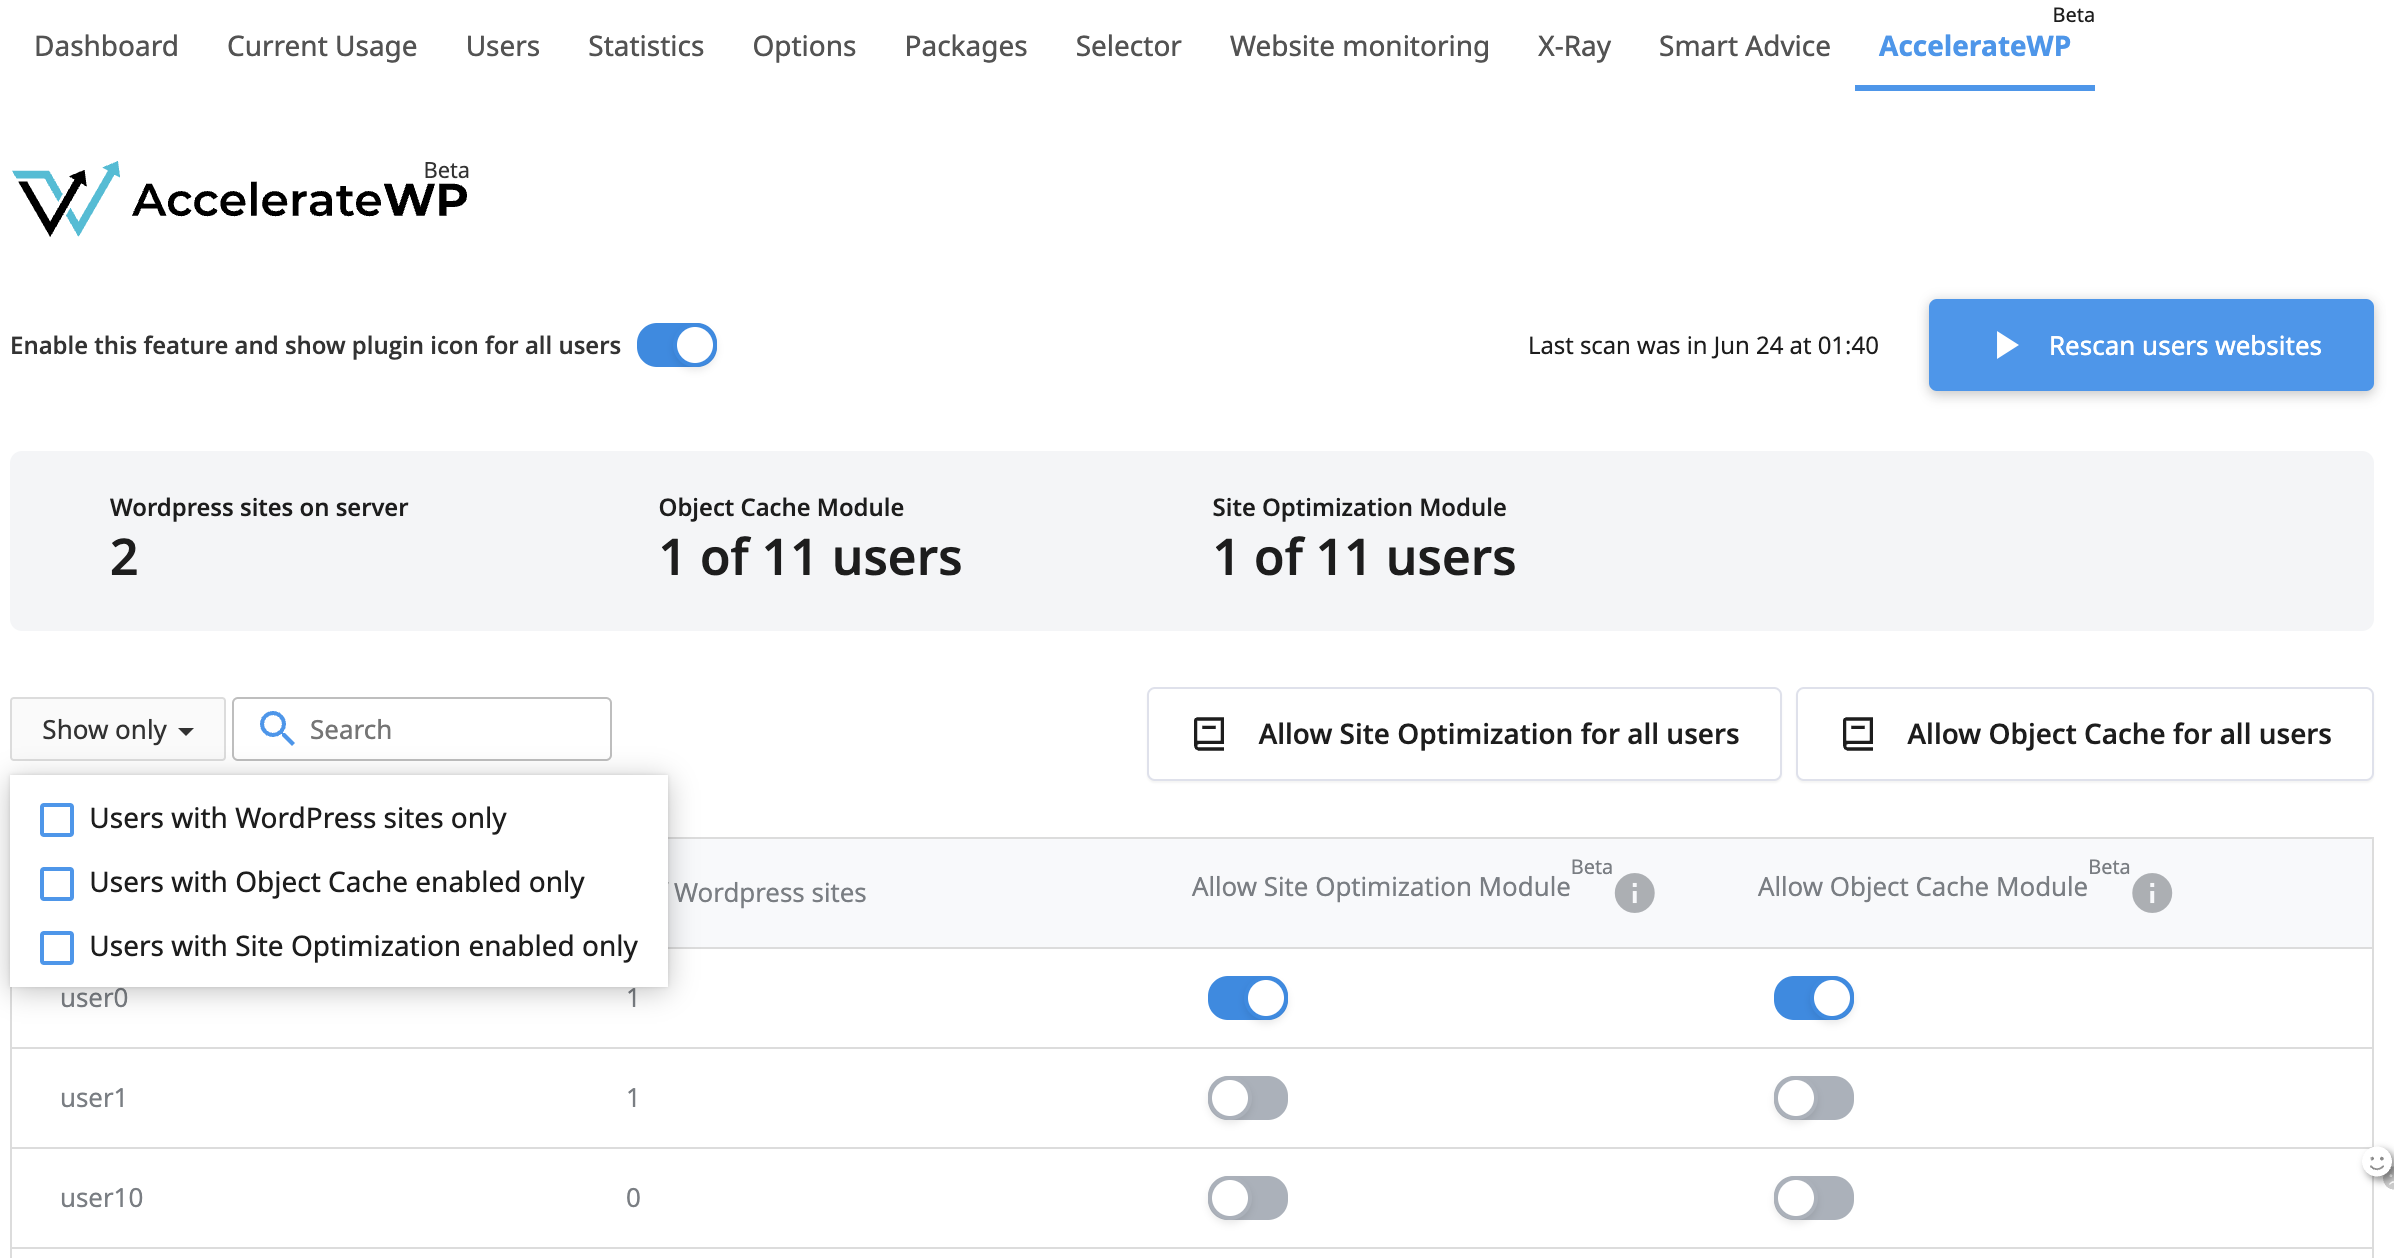 Dashboard Current Usage Users Statistics Options Packages Selector Website monitoring X-Ray Smart Advice AccelerateWP Beta
AccelerateWP Beta
Enable this feature and show plugin icon for all users
Last scan was in Jun 24 at 01:40
Rescan users websites
Wordpress sites on server
2
Object Cache Module
1 of 11 users
Site Optimization Module
1 of 11 users
Show only
Search
Allow Site Optimization for all users
Allow Object Cache for all users
Users with WordPress sites only
Users with Object Cache enabled only
Users with Site Optimization enabled only
Wordpress sites
Allow Site Optimization Module Beta
Allow Object Cache Module Beta
user0 1
user1 1
user10 0